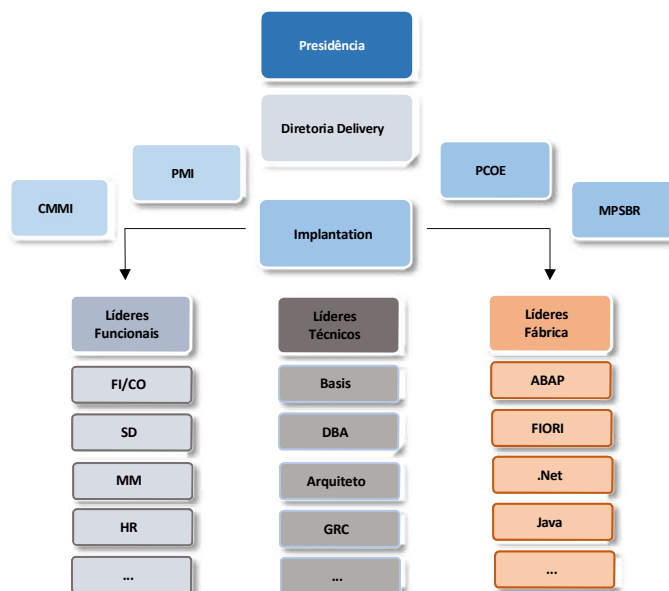 Presidência
Diretoria Delivery
PMI
PCOE
CMMI
MPSBR
Implantation
Líderes
Funcionais
Líderes
Técnicos
Líderes
Fábrica
FI/CO
Basis
ABAP
SD
DBA
FIORI
MM
Arquiteto
.Net
HR
GRC
Java
...
...
...